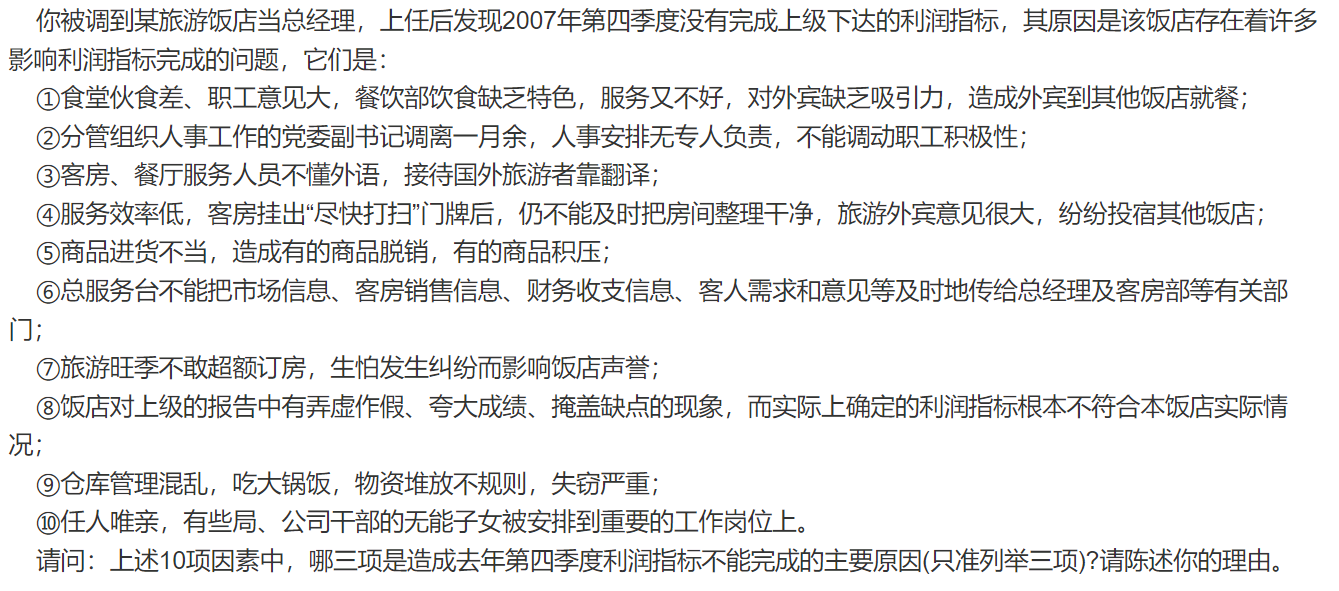 你被调到某旅游饭店当总经理，上任后发现2007年第四季度没有完成上级下达的利润指标，其原因是该饭店存在着许多
影响利润指标完成的问题，它们是：
①食堂伙食差、职工意见大，餐饮部饮食缺乏特色，服务又不好，对外宾缺乏吸引力，造成外宾到其他饭店就餐；
②分管组织人事工作的党委副书记调离一月余，人事安排无专人负责，不能调动职工积极性；
③客房、餐厅服务人员不懂外语，接待国外旅游者靠翻译；
④服务效率低，客房挂出“尽快打扫”门牌后，仍不能及时把房间整理干净，旅游外宾意见很大，纷纷投宿其他饭店；
⑤商品进货不当，造成有的商品脱销，有的商品积压；
⑥总服务台不能把市场信息、客房销售信息、财务收支信息、客人需求和意见等及时地传给总经理及客房部等有关部
门；
⑦旅游旺季不敢超额订房，生怕发生纠纷而影响饭店声誉；
⑧饭店对上级的报告中有弄虚作假、夸大成绩、掩盖缺点的现象，而实际上确定的利润指标根本不符合本饭店实际情
况；
⑨仓库管理混乱，吃大锅饭，物资堆放不规则，失窃严重；
⑩任人唯亲，有些局、公司干部的无能子女被安排到重要的工作岗位上。
请问：上述10项因素中，哪三项是造成去年第四季度利润指标不能完成的主要原因(只准列举三项)?请陈述你的理由。